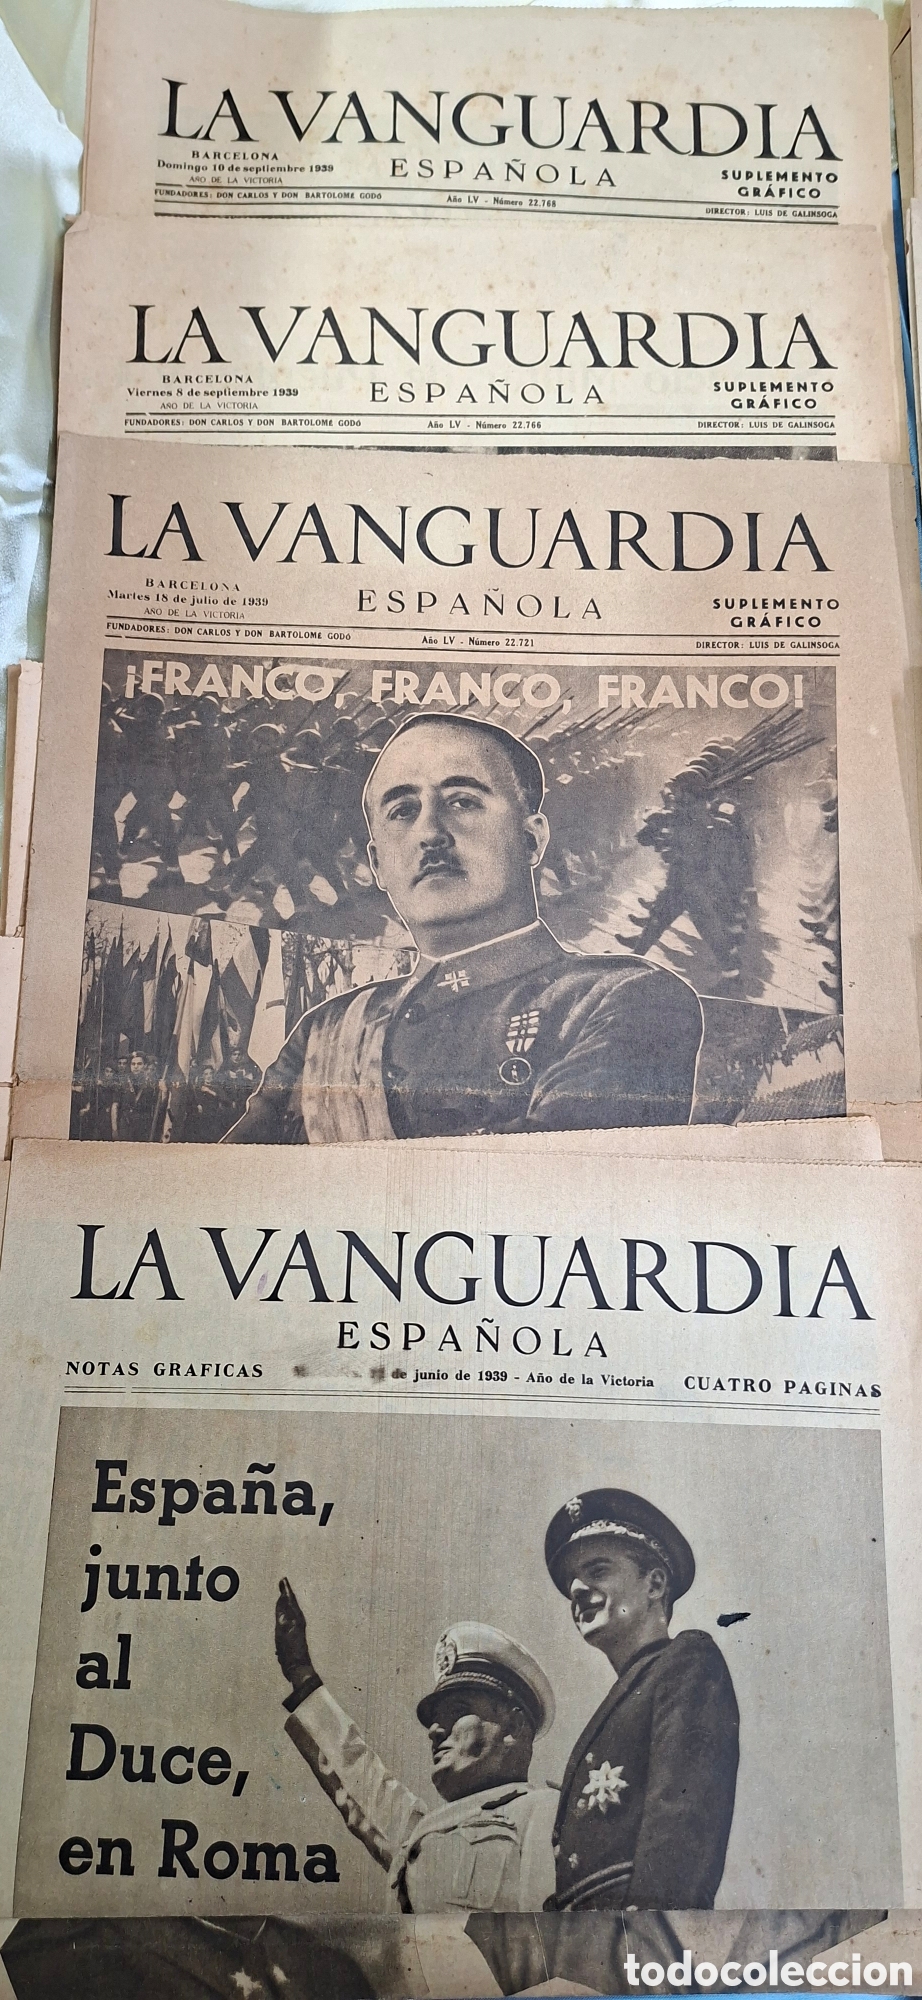 LA VANGUARDIA
BARCELONA
Domingo 10 de septiembre 1939
AÑO DE LA VICTORIA
ESPAÑOLA
SUPLEMENTO
GRÁFICO
FUNDADORES: DON CARLOS Y DON BARTOLOMÉ GODÓ
Año LV - Número 22.768
DIRECTOR: LUIS DE GALINSOGA
LA VANGUARDIA
BARCELONA
Viernes 8 de septiembre 1939
AÑO DE LA VICTORIA
ESPAÑOLA
SUPLEMENTO
GRÁFICO
FUNDADORES: DON CARLOS Y DON BARTOLOMÉ GODÓ
Año LV - Número 22.766
DIRECTOR: LUIS DE GALINSOGA
LA VANGUARDIA
BARCELONA
Martes 18 de julio de 1939
AÑO DE LA VICTORIA
ESPAÑOLA
SUPLEMENTO
GRÁFICO
FUNDADORES: DON CARLOS Y DON BARTOLOMÉ GODÓ
Año LV - Número 22.721
DIRECTOR: LUIS DE GALINSOGA
¡FRANCO, FRANCO, FRANCO!
LA VANGUARDIA
ESPAÑOLA
NOTAS GRAFICAS
de junio de 1939 - Año de la Victoria
CUATRO PAGINAS
España,
junto
al
Duce,
en Roma
todocoleccion